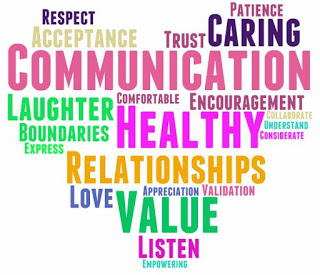 Respect
Patience
Acceptance
Trust
Caring
Communication
Laughter
Comfortable
Encouragement
Collaborate
Boundaries
Healthy
Understand
Considerate
Express
Relationships
Love
Appreciation
Validation
Value
Listen
Empowering